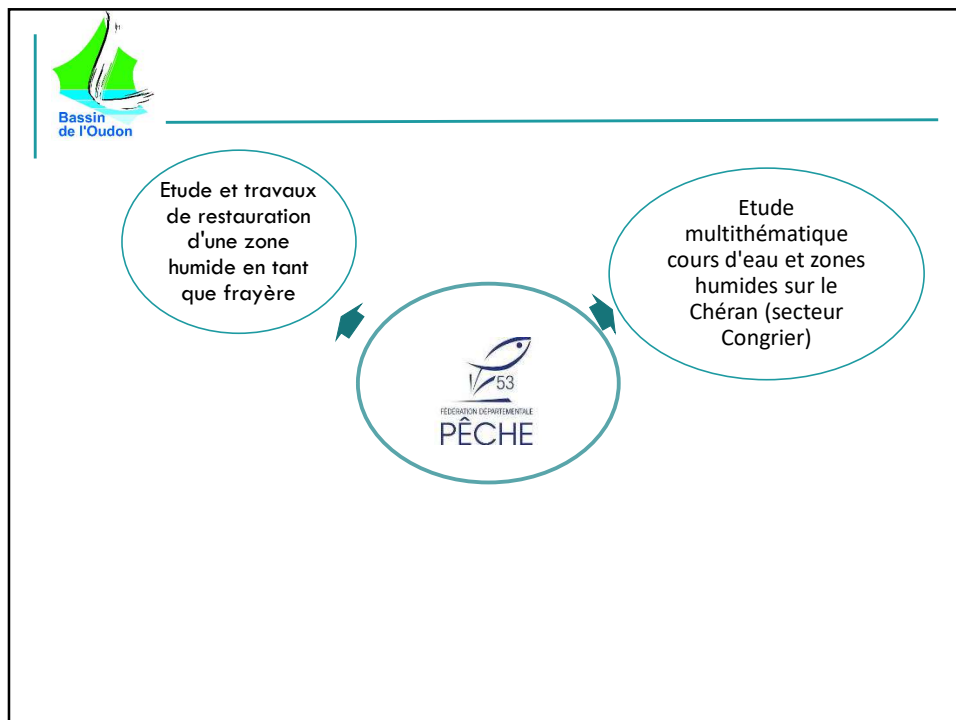 Bassin
de l'Oudon
Etude et travaux
de restauration
d'une zone
humide en tant
que frayère
Etude
multithématique
cours d'eau et zones
humides sur le
Chéran (secteur
Congrier)
53
FÉDÉRATION DÉPARTEMENTALE
PÊCHE